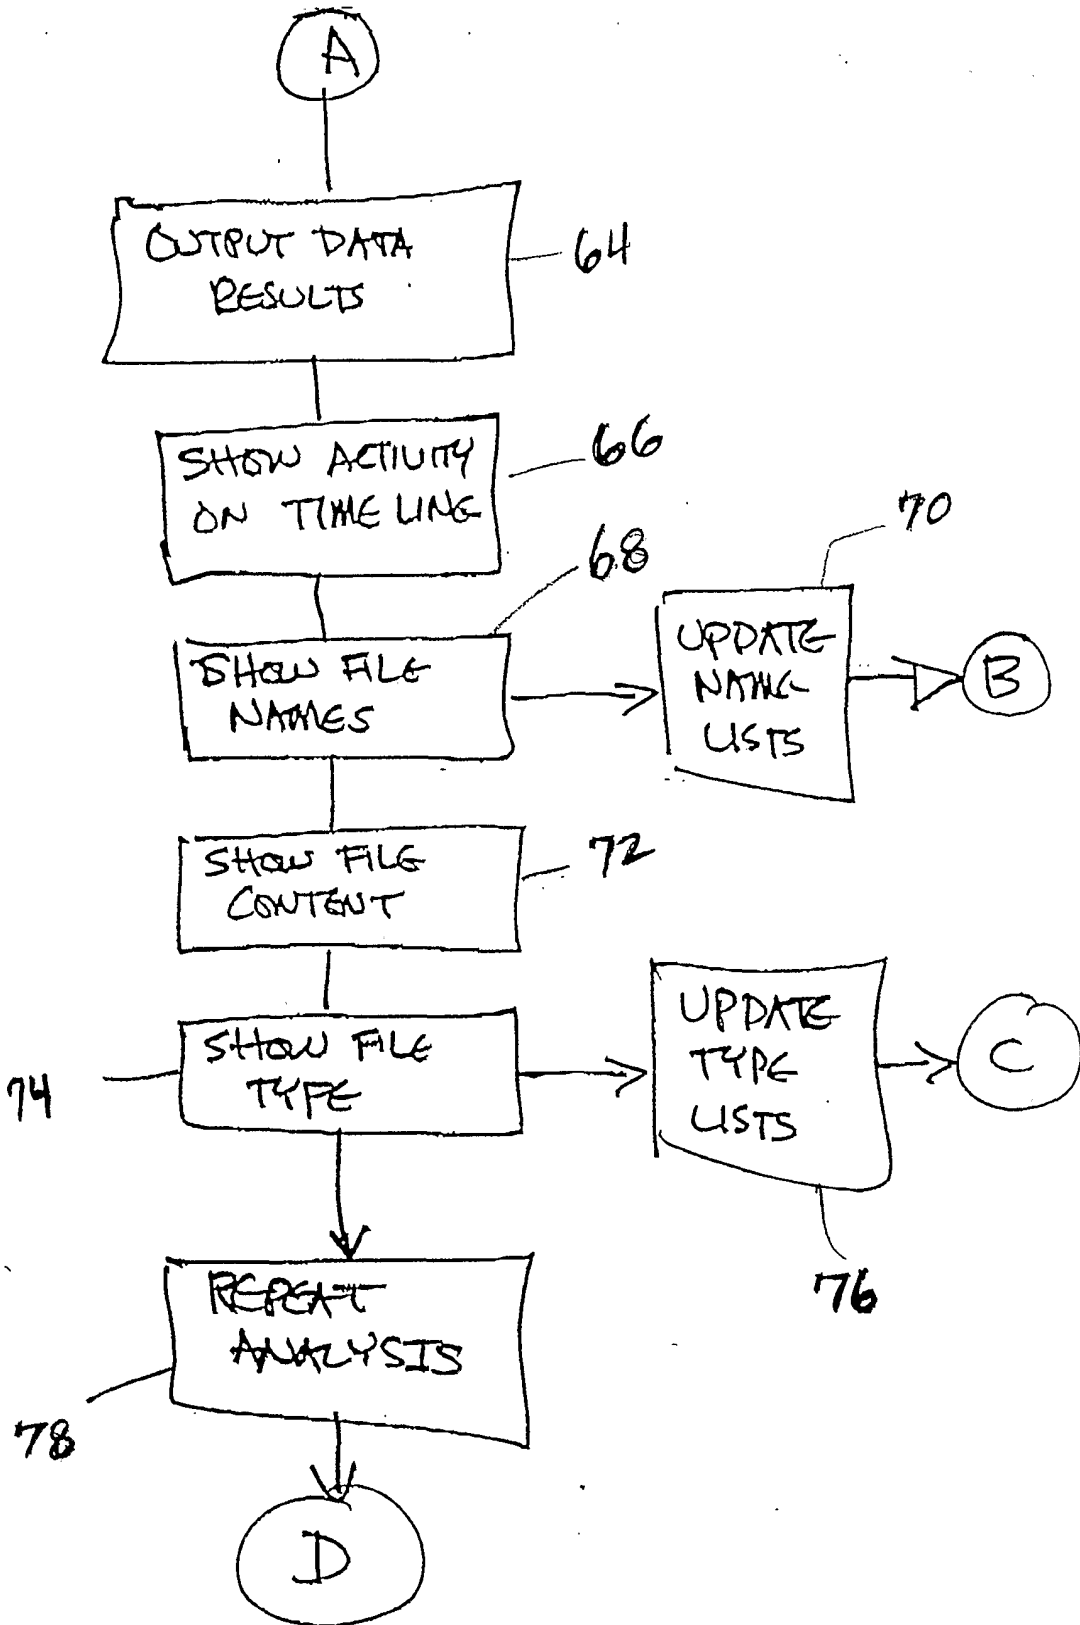 A
OUTPUT DATA
RESULTS
64
SHOW ACTIVITY
ON TIME LINE
66
SHOW FILE
NAMES
68
UPDATE
NAME
LISTS
70
B
SHOW FILE
CONTENT
72
SHOW FILE
TYPE
74
UPDATE
TYPE
LISTS
76
C
REPEAT
ANALYSIS
78
D